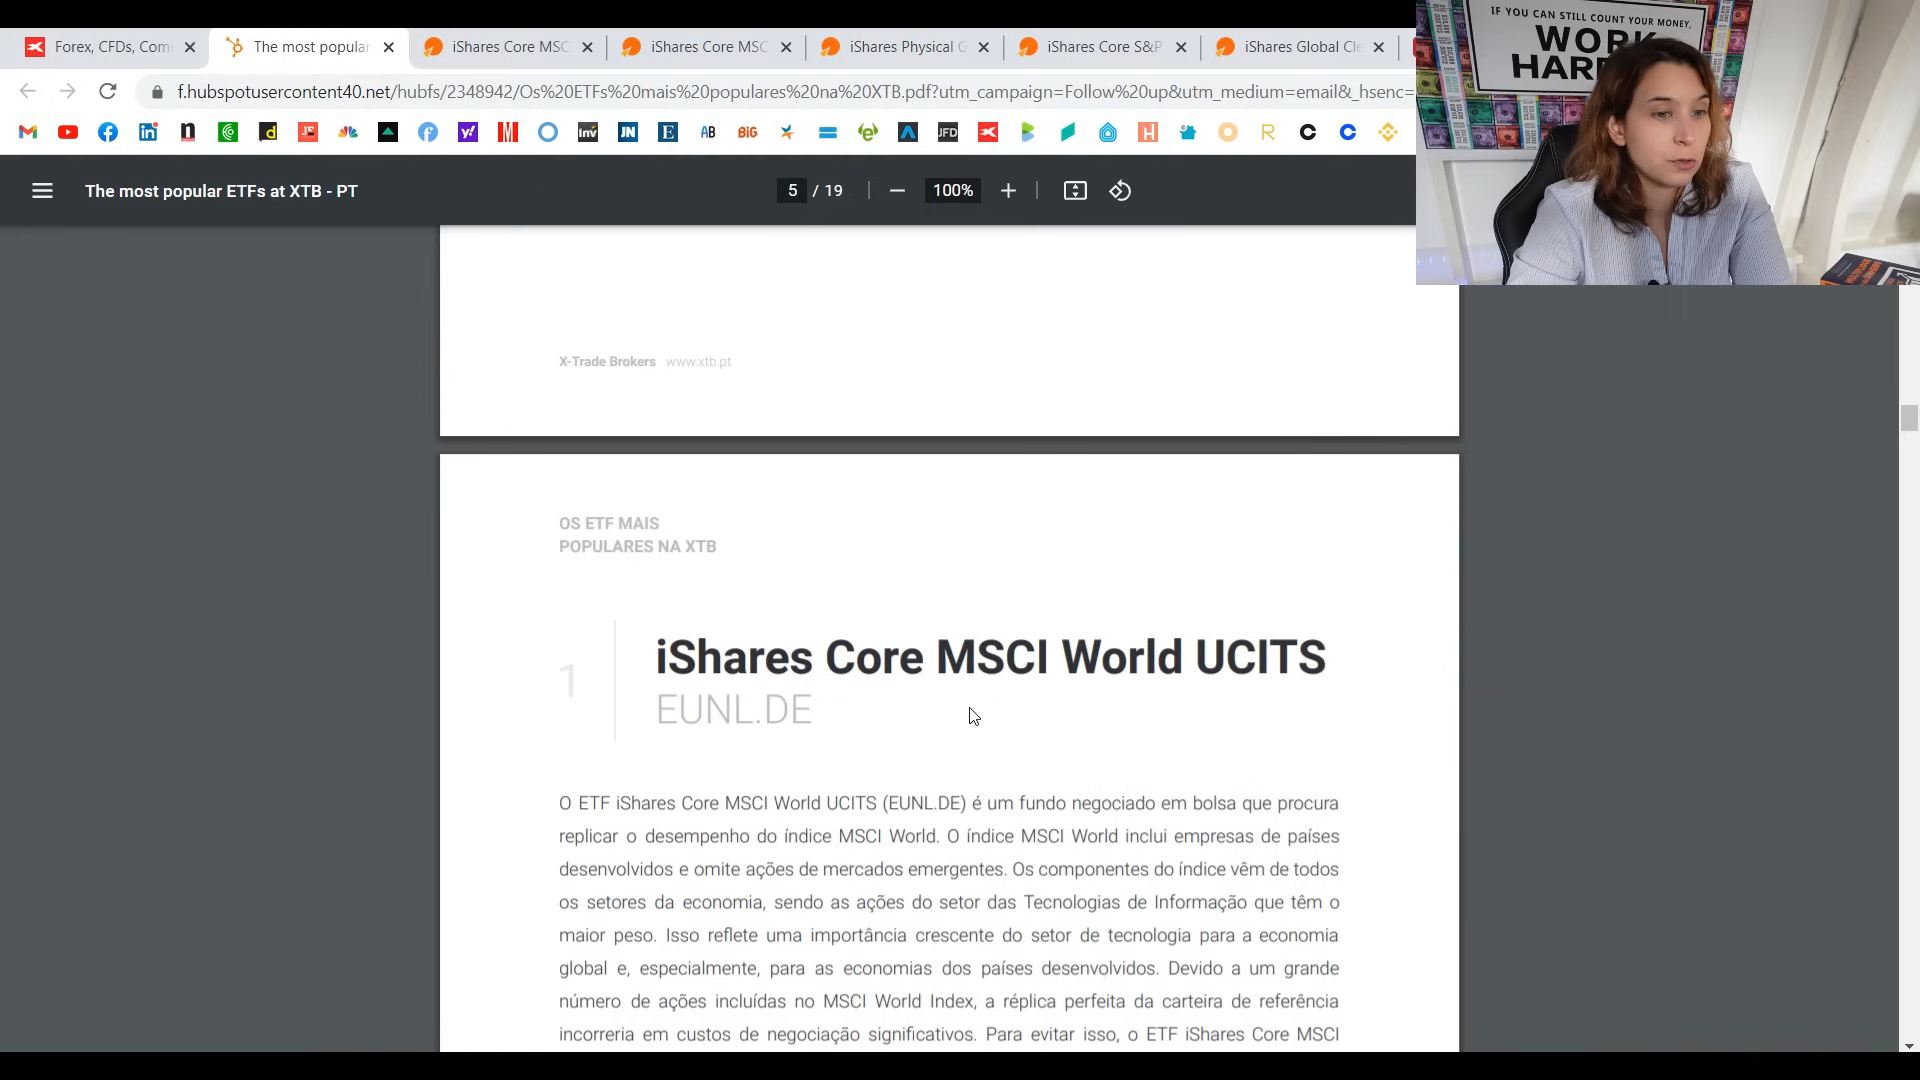 Forex, CFDs, Com
The most popular
iShares Core MSC
iShares Core MSC
iShares Physical G
iShares Core S&P
iShares Global Cle
f.hubspotusercontent40.net/hubfs/2348942/Os%20ETFs%20mais%20populares%20na%20XTB.pdf?utm_campaign=Follow%20up&utm_medium=email&_hsenc=
The most popular ETFs at XTB - PT
5 / 19
100%
IF YOU CAN STILL COUNT YOUR MONEY,
WORK
HAR
X-Trade Brokers www.xtb.pt
OS ETF MAIS
POPULARES NA XTB
1
iShares Core MSCI World UCITS
EUNL.DE
O ETF iShares Core MSCI World UCITS (EUNL.DE) é um fundo negociado em bolsa que procura
replicar o desempenho do índice MSCI World. O índice MSCI World inclui empresas de países
desenvolvidos e omite ações de mercados emergentes. Os componentes do índice vêm de todos
os setores da economia, sendo as ações do setor das Tecnologias de Informação que têm o
maior peso. Isso reflete uma importância crescente do setor de tecnologia para a economia
global e, especialmente, para as economias dos países desenvolvidos. Devido a um grande
número de ações incluídas no MSCI World Index, a réplica perfeita da carteira de referência
incorreria em custos de negociação significativos. Para evitar isso, o ETF iShares Core MSCI